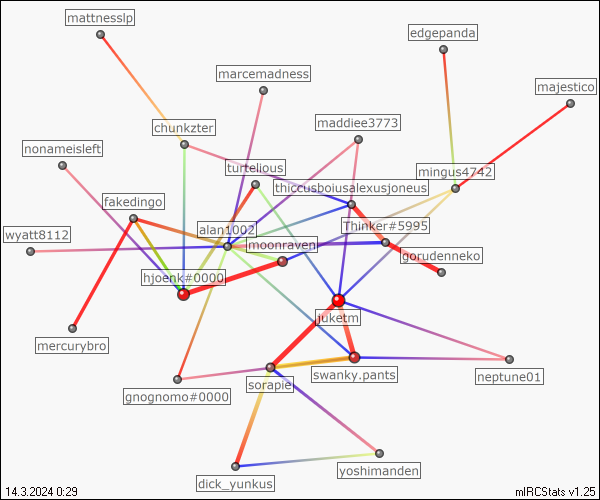 mattnesslp
edgepanda
marcemadness
majestico
chunkzter
maddiee3773
nonameisleft
turtelious
mingus4742
thiccusboiusalexusjoneus
fakedingo
alan1002
Thinker#5995
wyatt8112
moonraven
gorudenneko
hjoenk#0000
juketm
mercurybro
swanky.pants
neptune01
sorapie
gnognomo#0000
yoshimanden
dick_yunkus
14.3.2024 0:29
mIRCStats v1.25